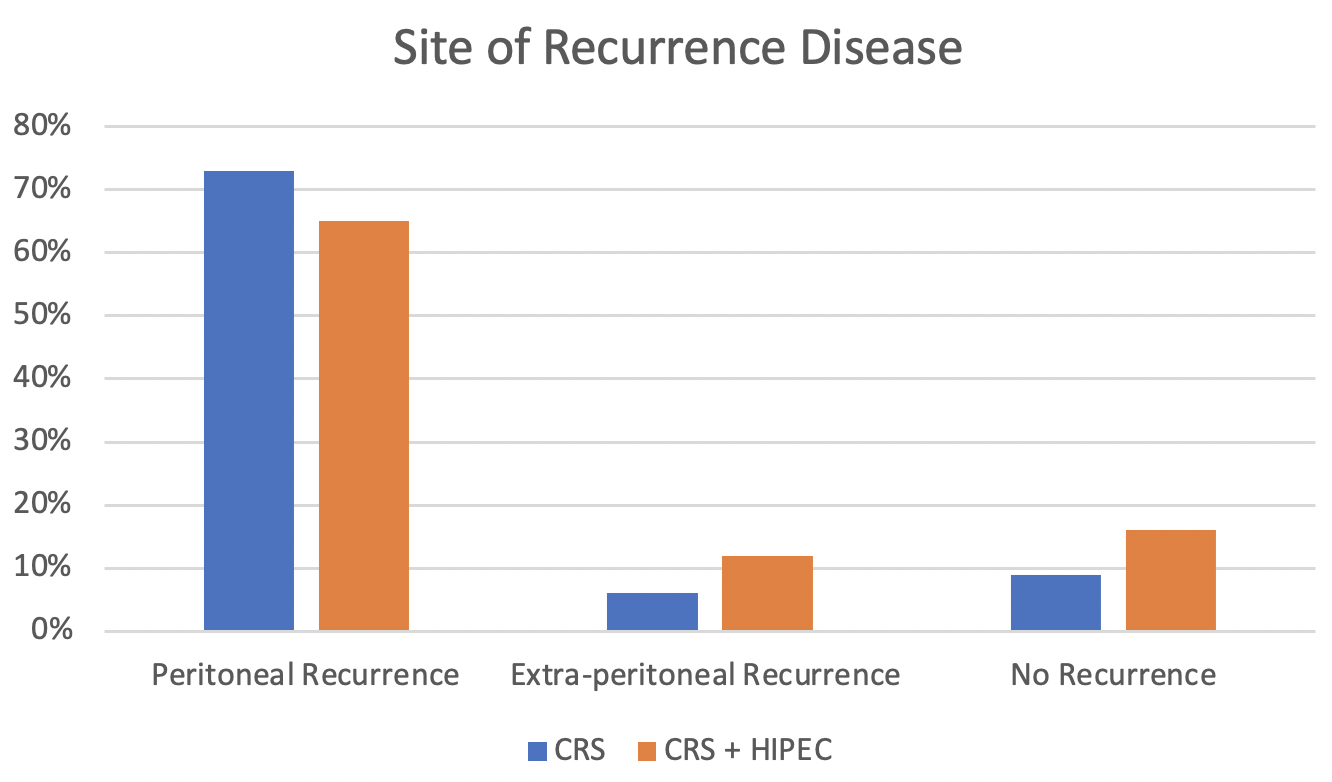 Site of Recurrence Disease
80%
70%
60%
50%
40%
30%
20%
10%
0%
Peritoneal Recurrence
Extra-peritoneal Recurrence
No Recurrence
CRS
CRS + HIPEC